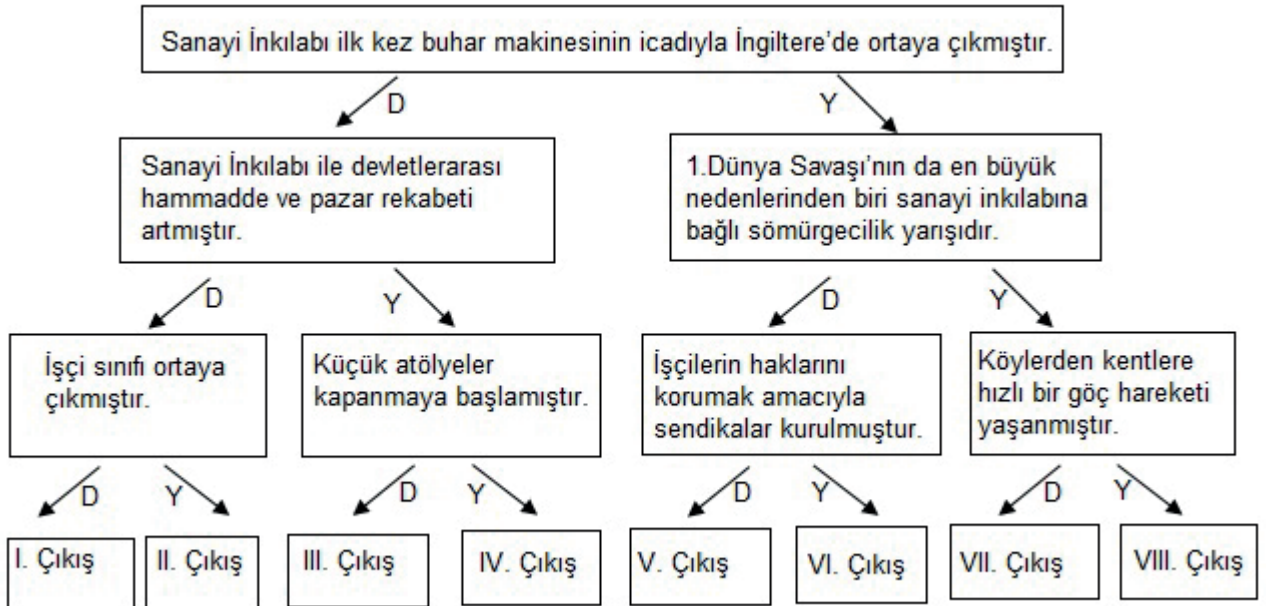 Sanayi İnkılabı ilk kez buhar makinesinin icadıyla İngiltere'de ortaya çıkmıştır.
D
Y
Sanayi İnkılabı ile devletlerarası
hammadde ve pazar rekabeti
artmıştır.
1.Dünya Savaşı'nın da en büyük
nedenlerinden biri sanayi inkılabına
bağlı sömürgecilik yarışıdır.
D
Y
D
Y
İşçi sınıfı ortaya
çıkmıştır.
Küçük atölyeler
kapanmaya başlamıştır.
İşçilerin haklarını
korumak amacıyla
sendikalar kurulmuştur.
Köylerden kentlere
hızlı bir göç hareketi
yaşanmıştır.
D
Y
D
Y
D
Y
D
Y
I. Çıkış
II. Çıkış
III. Çıkış
IV. Çıkış
V. Çıkış
VI. Çıkış
VII. Çıkış
VIII. Çıkış